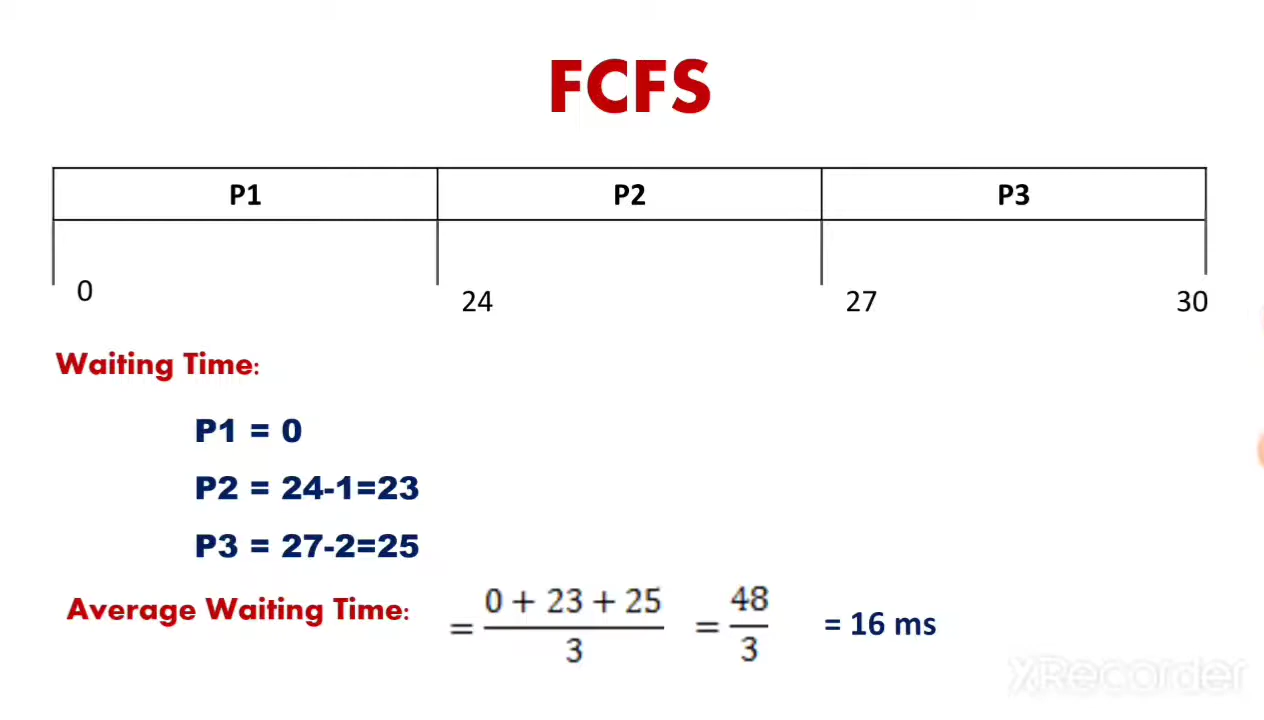 FCFS
P1 P2 P3
0 24 27 30
Waiting Time:
P1 = 0
P2 = 24-1=23
P3 = 27-2=25
Average Waiting Time: = (0 + 23 + 25)/3 = 48/3 = 16 ms
XRecorder